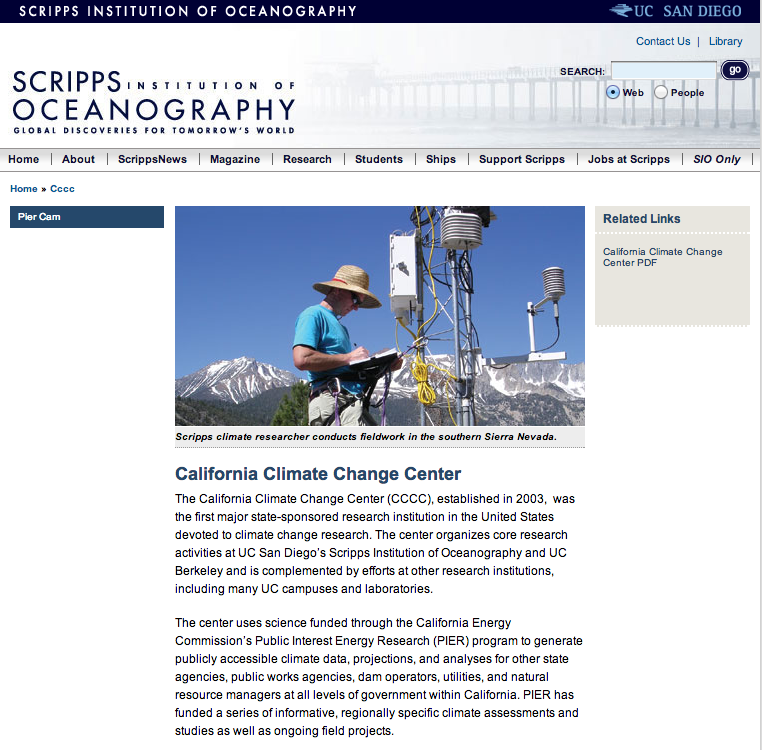 SCRIPPS INSTITUTION OF OCEANOGRAPHY
UC SAN DIEGO
Contact Us | Library
SEARCH: go
Web People
SCRIPPS INSTITUTION OF
OCEANOGRAPHY
GLOBAL DISCOVERIES FOR TOMORROW'S WORLD
Home | About | ScrippsNews | Magazine | Research | Students | Ships | Support Scripps | Jobs at Scripps | SIO Only |
Home » Cccc
Pier Cam
Related Links
California Climate Change
Center PDF
Scripps climate researcher conducts fieldwork in the southern Sierra Nevada.
California Climate Change Center
The California Climate Change Center (CCCC), established in 2003,  was
the first major state-sponsored research institution in the United States
devoted to climate change research. The center organizes core research
activities at UC San Diego's Scripps Institution of Oceanography and UC
Berkeley and is complemented by efforts at other research institutions,
including many UC campuses and laboratories.
The center uses science funded through the California Energy
Commission's Public Interest Energy Research (PIER) program to generate
publicly accessible climate data, projections, and analyses for other state
agencies, public works agencies, dam operators, utilities, and natural
resource managers at all levels of government within California. PIER has
funded a series of informative, regionally specific climate assessments and
studies as well as ongoing field projects.